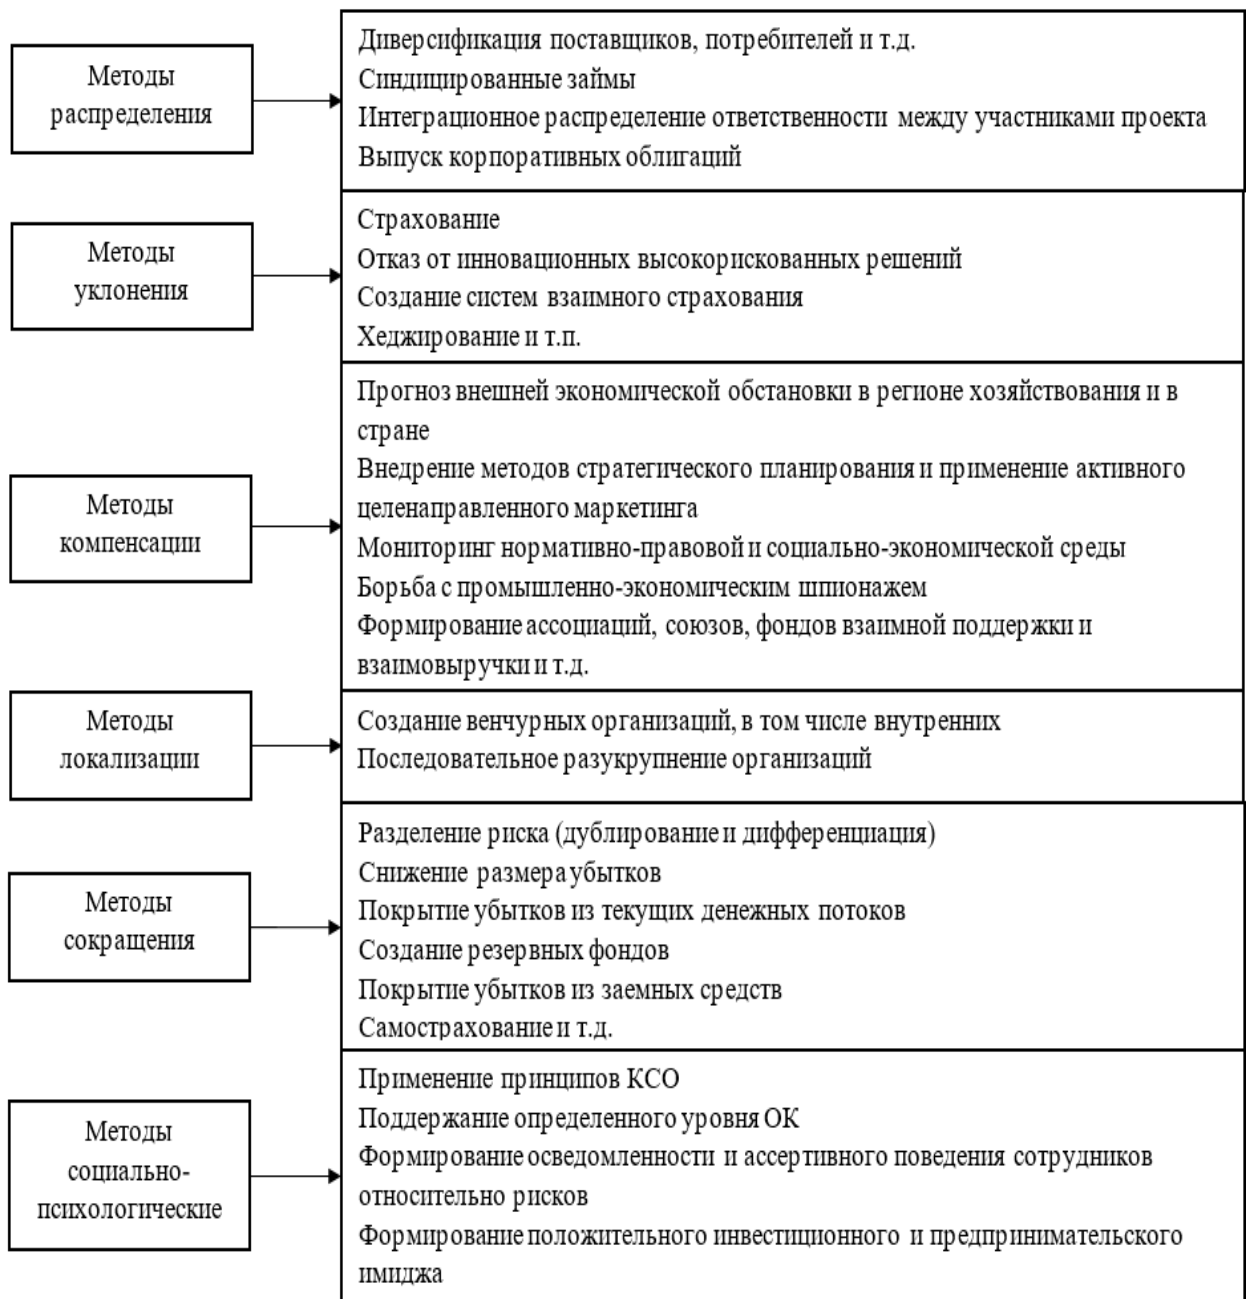 Методы
распределения
Диверсификация поставщиков, потребителей и т.д.
Синдицированные займы
Интеграционное распределение ответственности между участниками проекта
Выпуск корпоративных облигаций
Методы
уклонения
Страхование
Отказ от инновационных высокорискованных решений
Создание систем взаимного страхования
Хеджирование и т.п.
Методы
компенсации
Прогноз внешней экономической обстановки в регионе хозяйствования и в
стране
Внедрение методов стратегического планирования и применение активного
целенаправленного маркетинга
Мониторинг нормативно-правовой и социально-экономической среды
Борьба с промышленно-экономическим шпионажем
Формирование ассоциаций, союзов, фондов взаимной поддержки и
взаимовыручки и т.д.
Методы
локализации
Создание венчурных организаций, в том числе внутренних
Последовательное разукрупнение организаций
Методы
сокращения
Разделение риска (дублирование и дифференциация)
Снижение размера убытков
Покрытие убытков из текущих денежных потоков
Создание резервных фондов
Покрытие убытков из заемных средств
Самострахование и т.д.
Методы
социально-
психологические
Применение принципов КСО
Поддержание определенного уровня ОК
Формирование осведомленности и ассертивного поведения сотрудников
относительно рисков
Формирование положительного инвестиционного и предпринимательского
имиджа